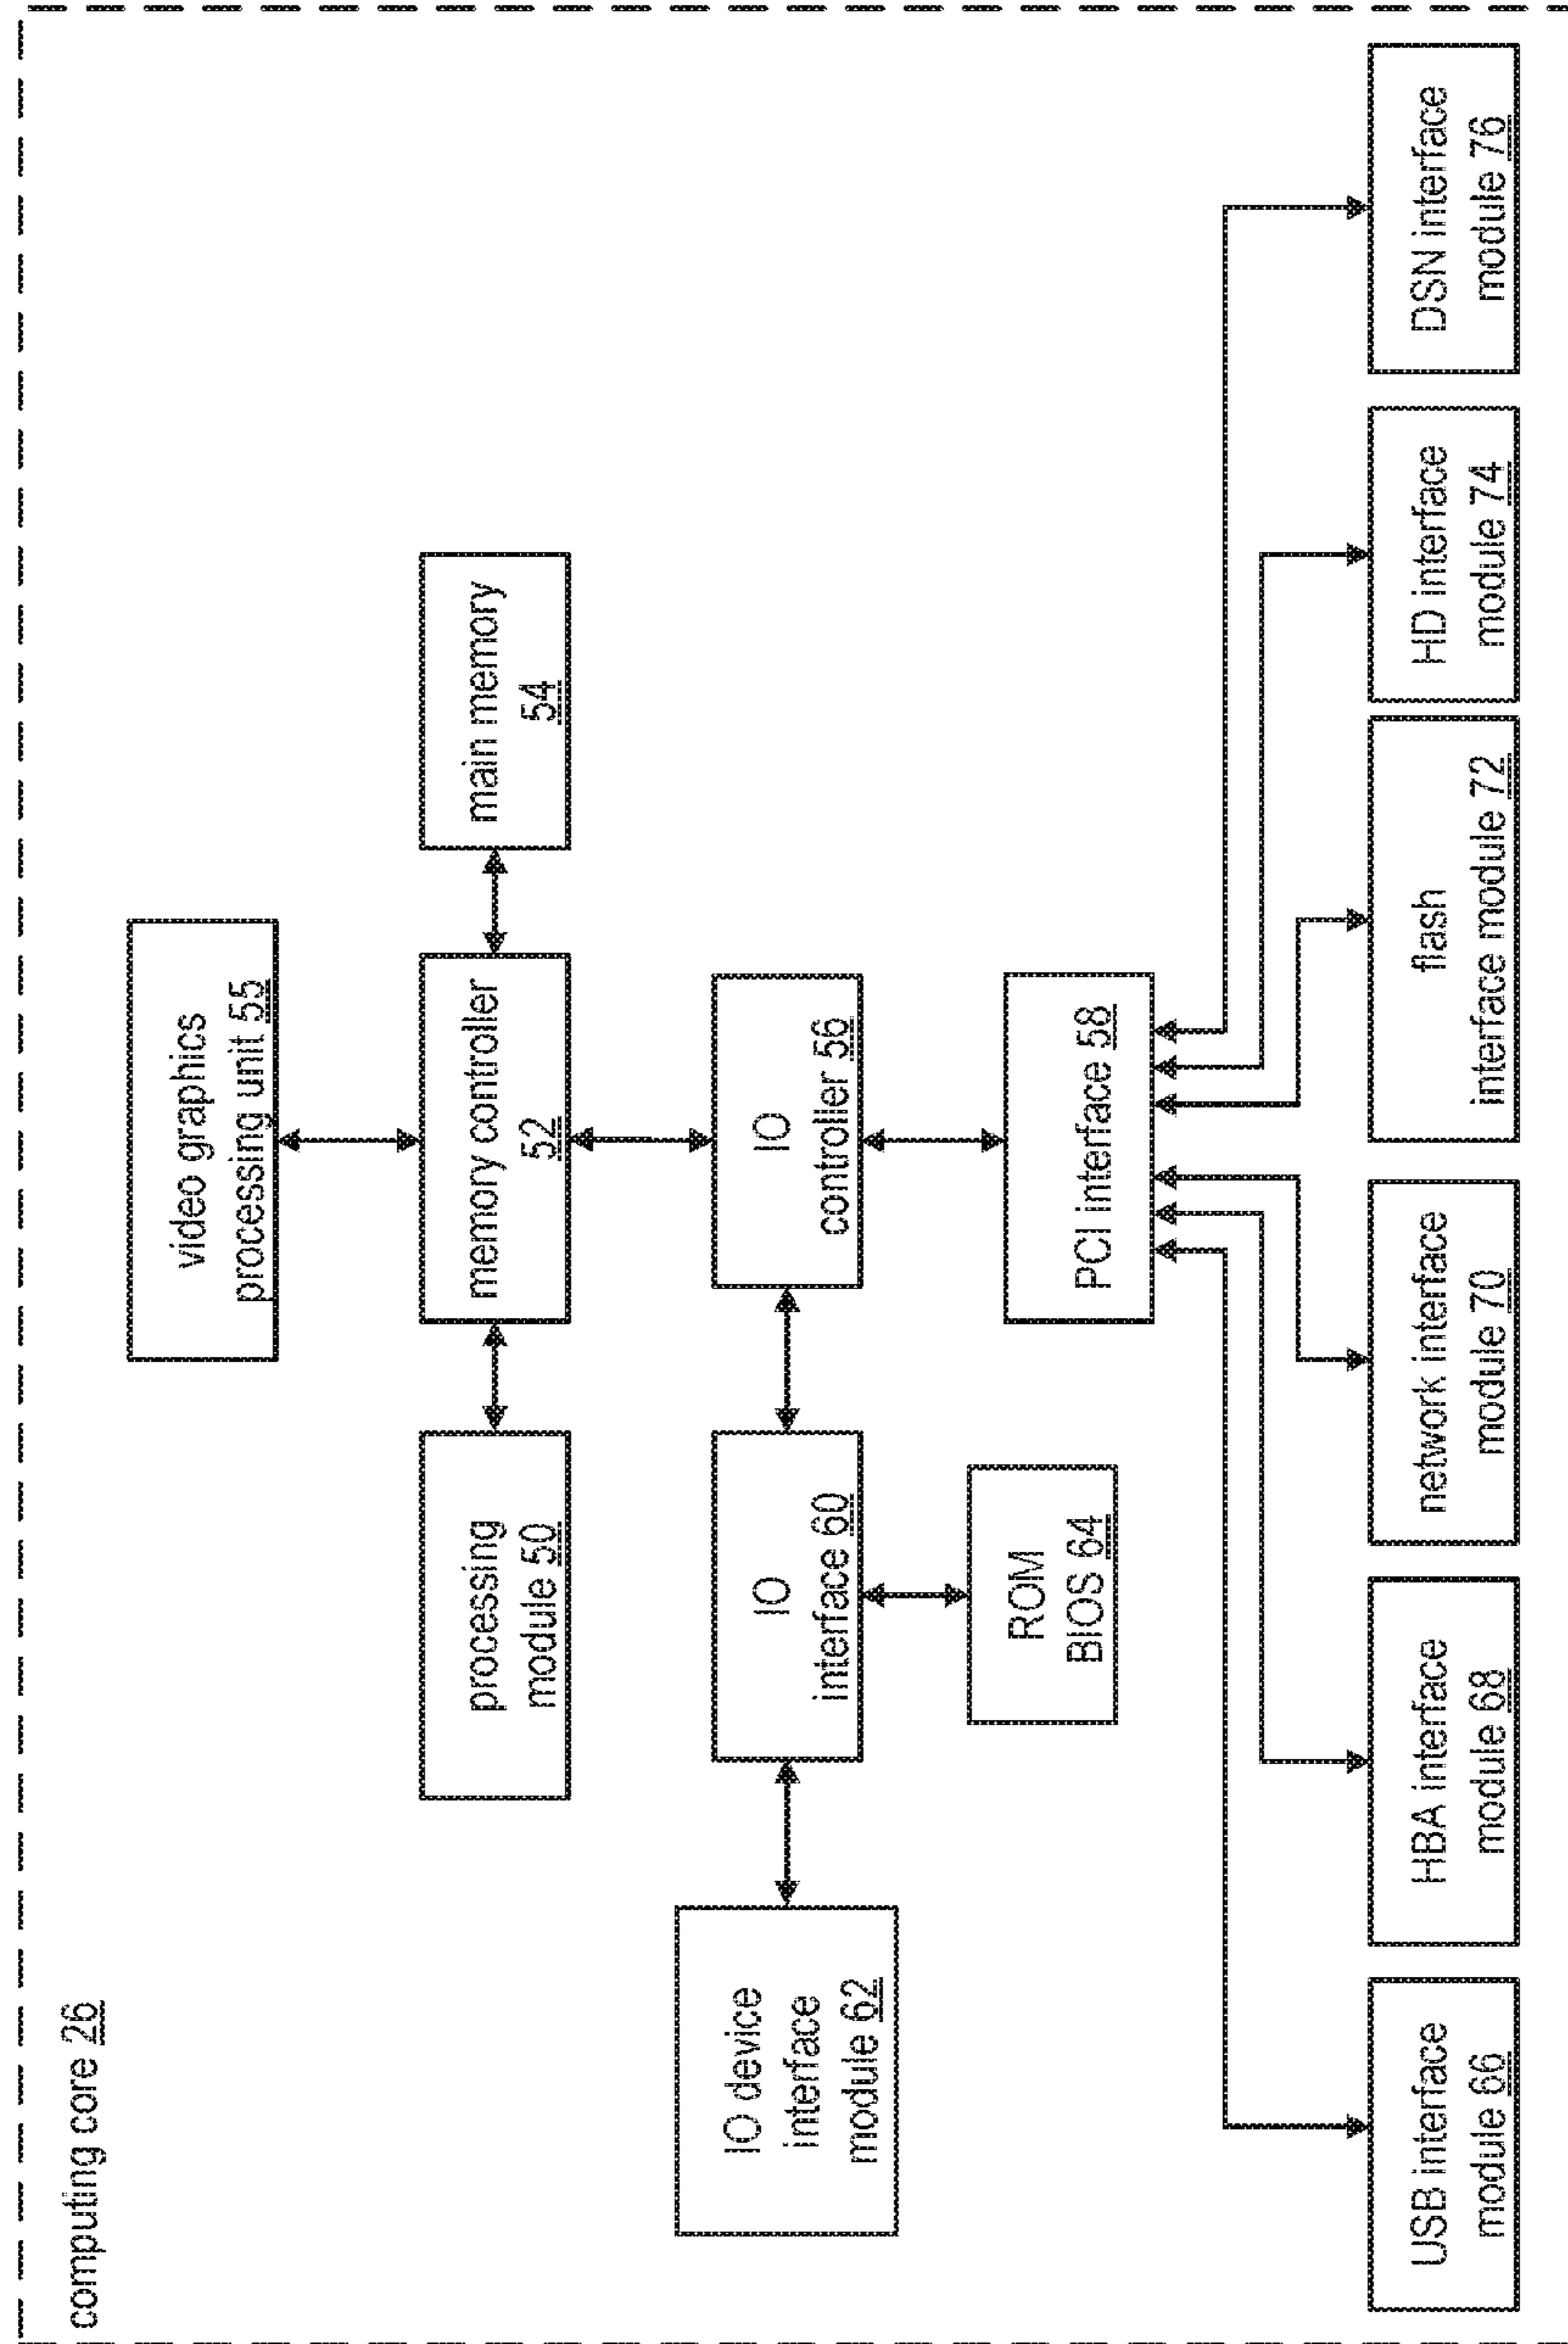 computing core 26
video graphics
processing unit 55
processing
module 50
memory controller
52
main memory
54
IO device
interface
module 62
IO
interface 60
IO
controller 56
ROM
BIOS 64
PCI interface 58
USB interface
module 66
HBA interface
module 68
network interface
module 70
flash
interface module 72
HD interface
module 74
DSN interface
module 76